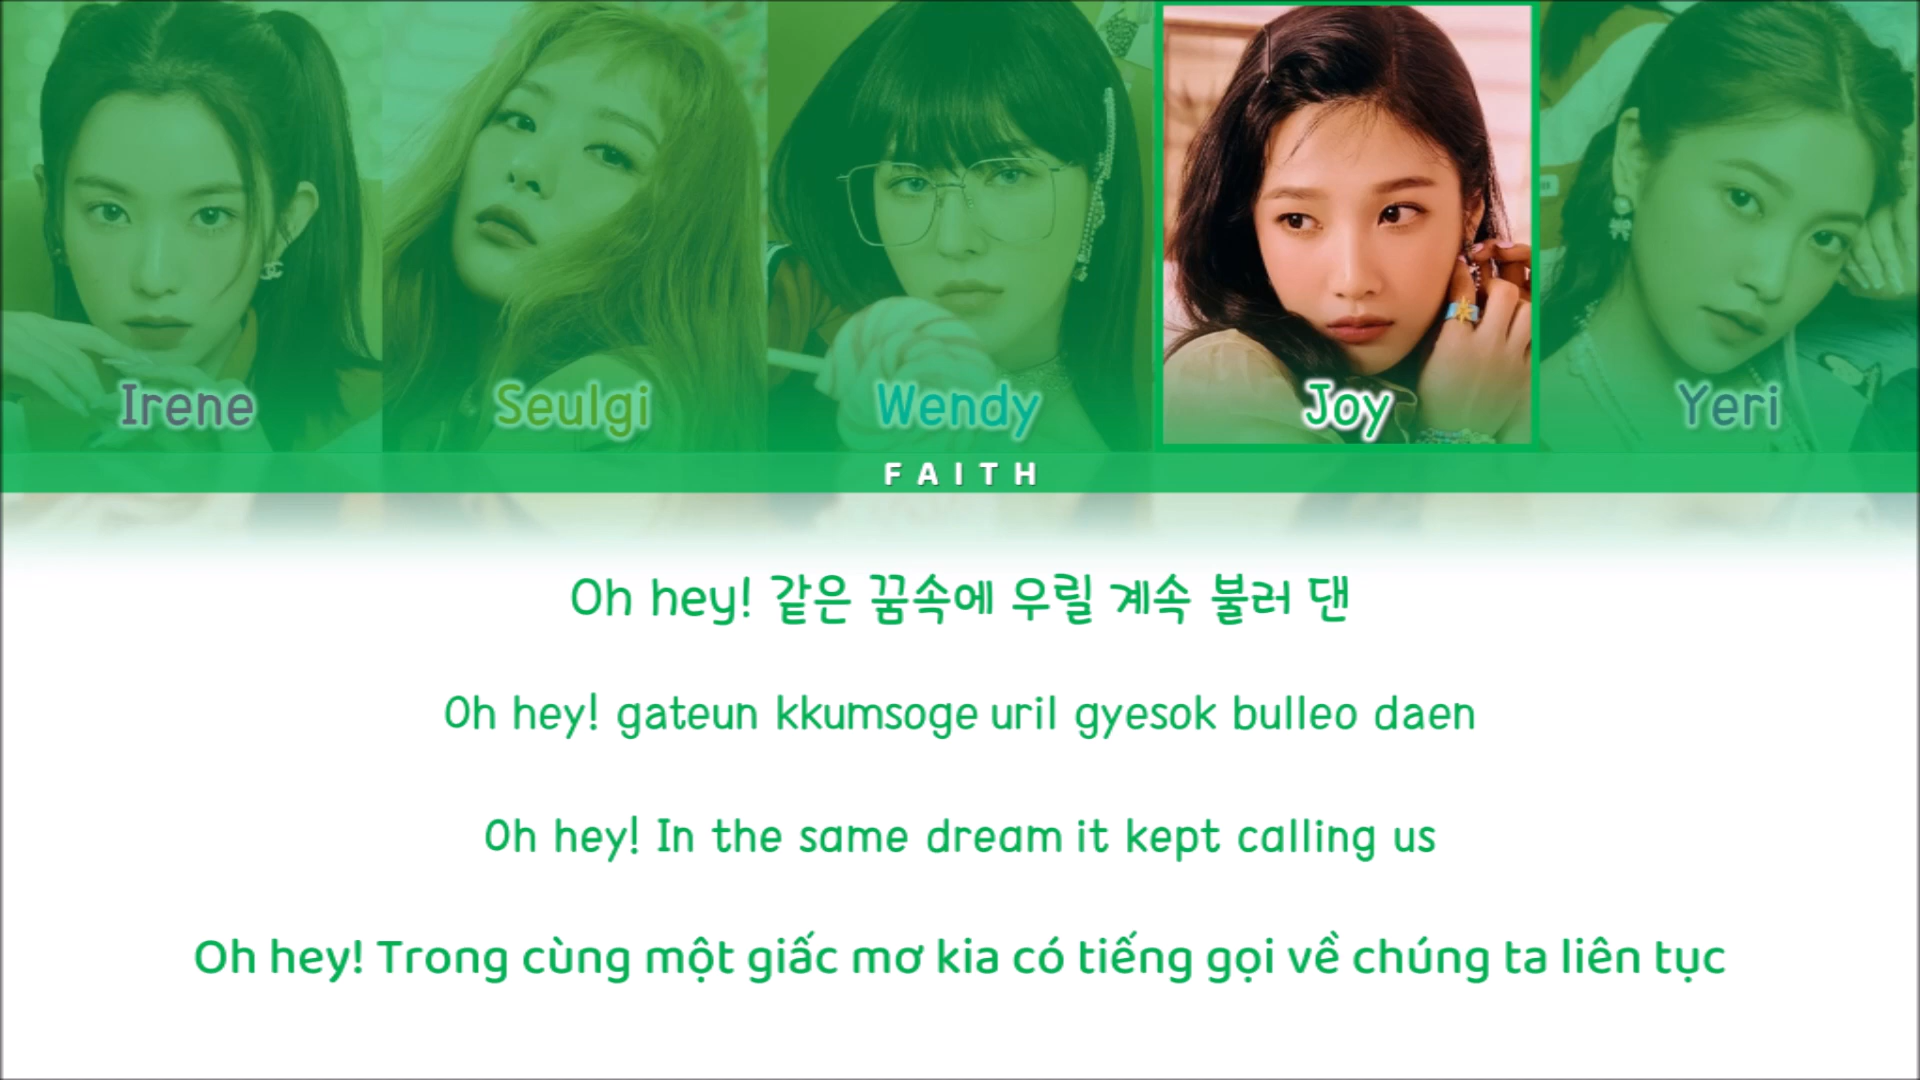 Irene
Seulgi
Wendy
Joy
Yeri
FAITH
Oh hey! 같은 꿈속에 우릴 계속 불러 댄
Oh hey! gateun kkumsoge uril gyesok bulleo daen
Oh hey! In the same dream it kept calling us
Oh hey! Trong cùng một giấc mơ kia có tiếng gọi về chúng ta liên tục